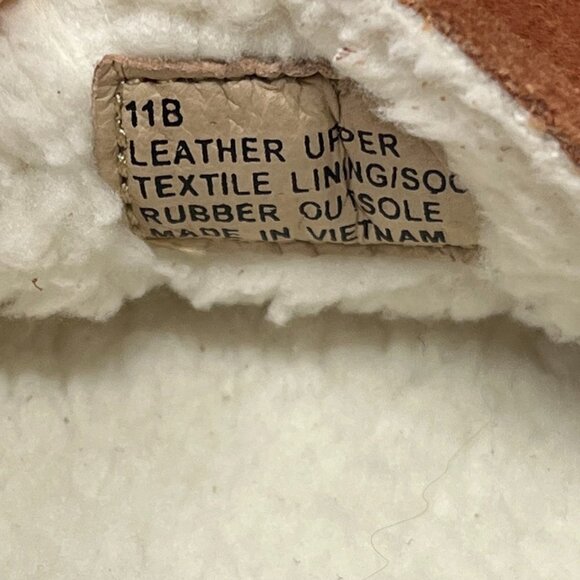 11B
LEATHER UPPER
TEXTILE LINING/SOC
RUBBER OUTSOLE
MADE IN VIETNAM